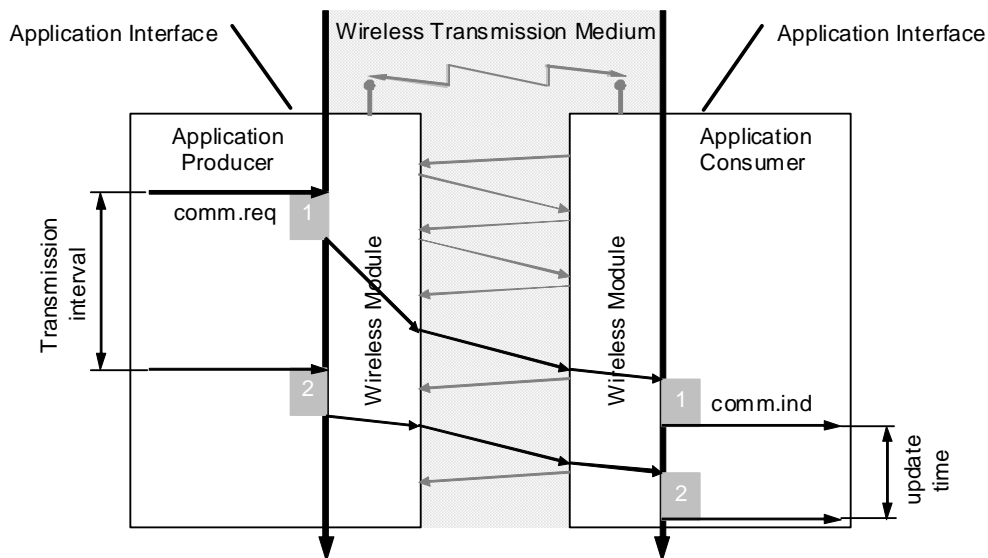 Application Interface
Wireless Transmission Medium
Application Interface
Application
Producer
Application
Consumer
comm.req
1
Transmission
interval
Wireless Module
Wireless Module
2
1
comm.ind
2
update
time